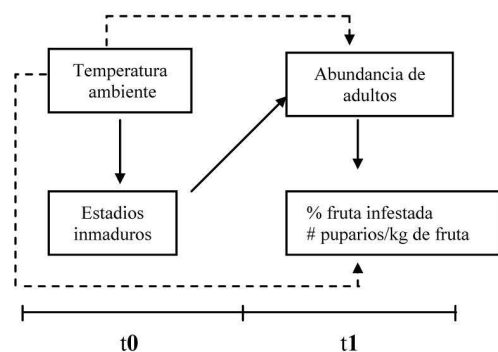 Temperatura
ambiente
Abundancia de
adultos
Estadios
inmaduros
% fruta infestada
# puparios/kg de fruta
t0
t1